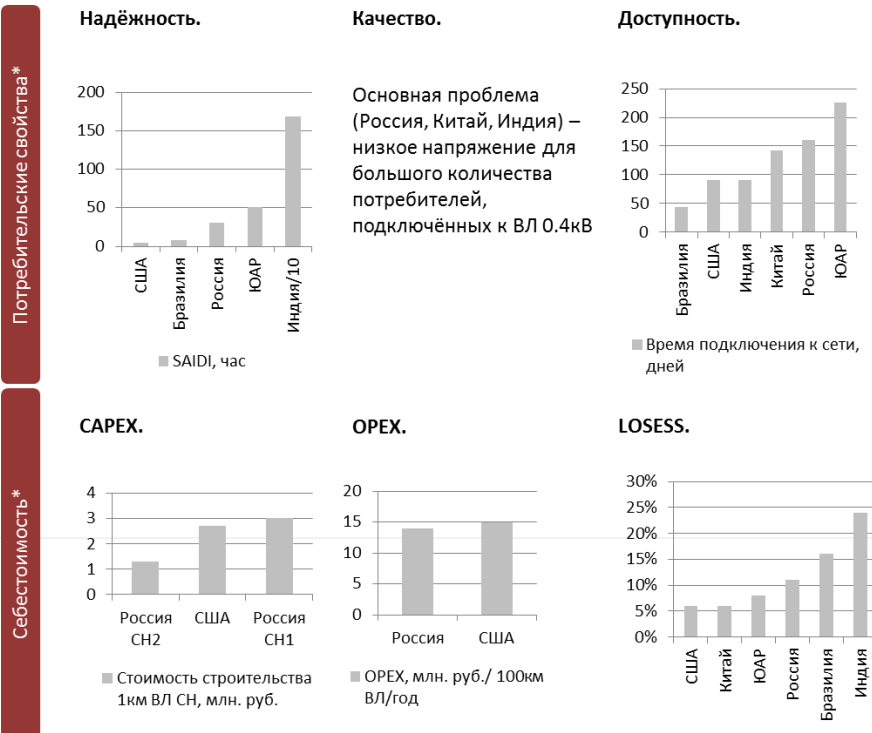 Потребительские свойства*
Надёжность.
200
150
100
50
0
США
Бразилия
Россия
ЮАР
Индия/10
SAIDI, час
Качество.
Основная проблема
(Россия, Китай, Индия) –
низкое напряжение для
большого количества
потребителей,
подключённых к ВЛ 0.4кВ
Доступность.
250
200
150
100
50
0
Бразилия
США
Индия
Китай
Россия
ЮАР
Время подключения к сети,
дней
Себестоимость*
CAPEX.
4
3
2
1
0
Россия
СН2
США
Россия
СН1
Стоимость строительства
1км ВЛ СН, млн. руб.
OPEX.
20
15
10
5
0
Россия
США
OPEX, млн. руб./ 100км
ВЛ/год
LOSESS.
30%
25%
20%
15%
10%
5%
0%
США
Китай
ЮАР
Россия
Бразилия
Индия